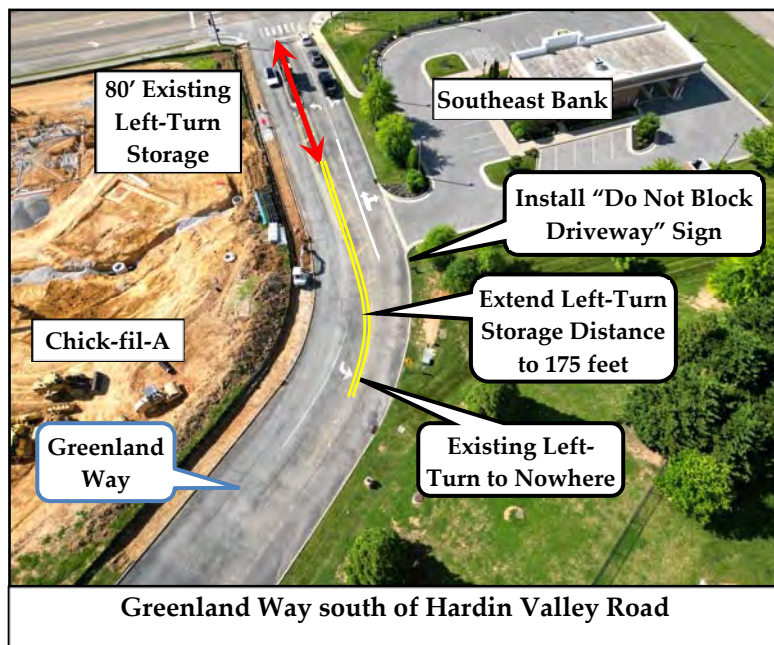 80’ Existing
Left-Turn
Storage
Southeast Bank
Install “Do Not Block
Driveway” Sign
Extend Left-Turn
Storage Distance
to 175 feet
Chick-fil-A
Greenland
Way
Existing Left-
Turn to Nowhere
Greenland Way south of Hardin Valley Road